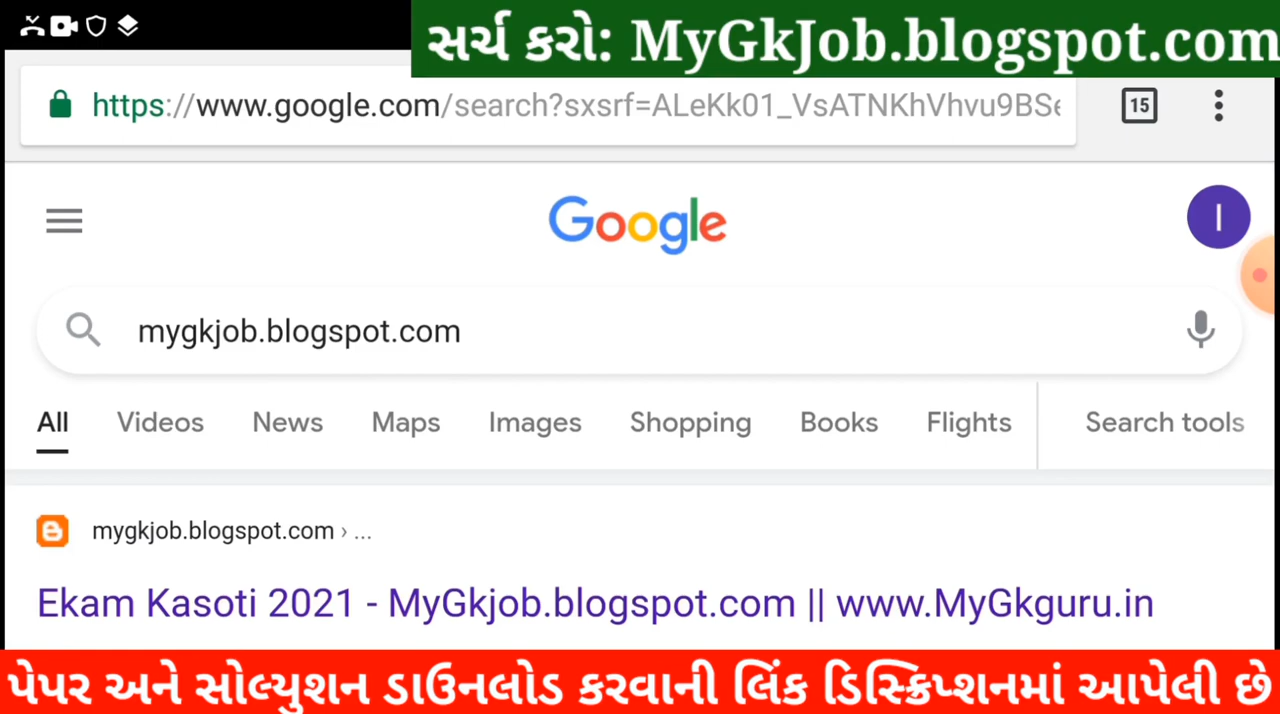 સર્ચ કરો: MyGkJob.blogspot.com
https://www.google.com/search?sxsrf=ALeKk01_VsATNKhVhvu9BSe
15
Google
I
mygkjob.blogspot.com
All Videos News Maps Images Shopping Books Flights Search tools
mygkjob.blogspot.com › ...
Ekam Kasoti 2021 - MyGkjob.blogspot.com || www.MyGkguru.in
પેપર અને સોલ્યુશન ડાઉનલોડ કરવાની લિંક ડિસ્ક્રિપ્શનમાં આપેલી છે